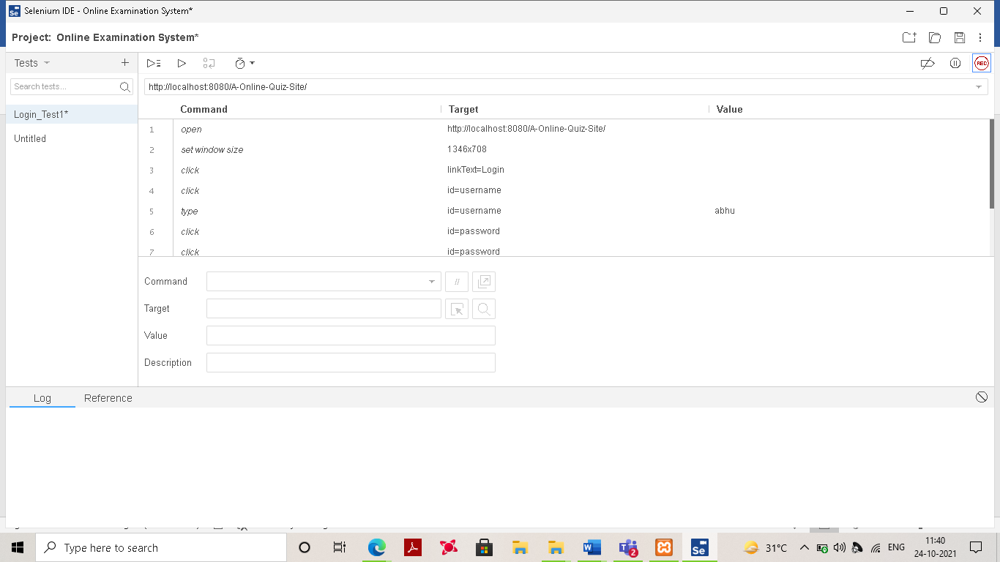 Selenium IDE - Online Examination System*
Project: Online Examination System*
Tests
REC
Search tests...
http://localhost:8080/A-Online-Quiz-Site/
Command Target Value
Login_Test1*
Untitled
1 open http://localhost:8080/A-Online-Quiz-Site/
2 set window size 1346x708
3 click linkText=Login
4 click id=username
5 type id=username abhu
6 click id=password
7 click id=password
Command //
Target
Value
Description
Log Reference
Type here to search
2
31°C
ENG
11:40
24-10-2021